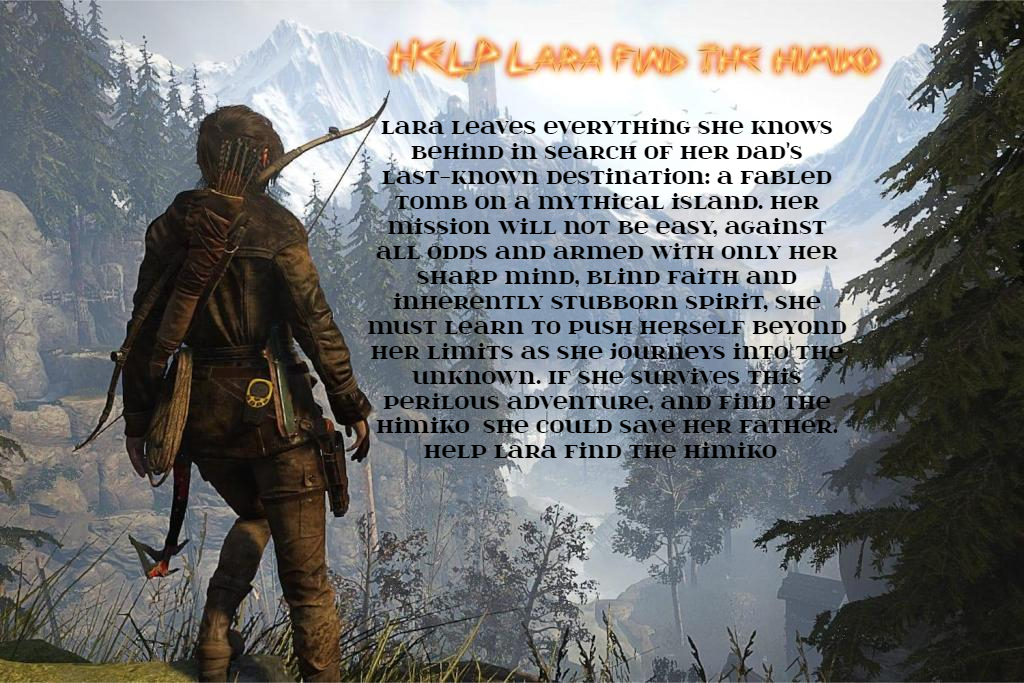 HELP LARA FIND THE HIMIKO
LARA LEAVES EVERYTHING SHE KNOWS
BEHIND IN SEARCH OF HER DAD'S
LAST-KNOWN DESTINATION: A FABLED
TOMB ON A MYTHICAL ISLAND. HER
MISSION WILL NOT BE EASY, AGAINST
ALL ODDS AND ARMED WITH ONLY HER
SHARP MIND, BLIND FAITH AND
INHERENTLY STUBBORN SPIRIT, SHE
MUST LEARN TO PUSH HERSELF BEYOND
HER LIMITS AS SHE JOURNEYS INTO THE
UNKNOWN. IF SHE SURVIVES THIS
PERILOUS ADVENTURE, AND FIND THE
HIMIKO SHE COULD SAVE HER FATHER.
HELP LARA FIND THE HIMIKO